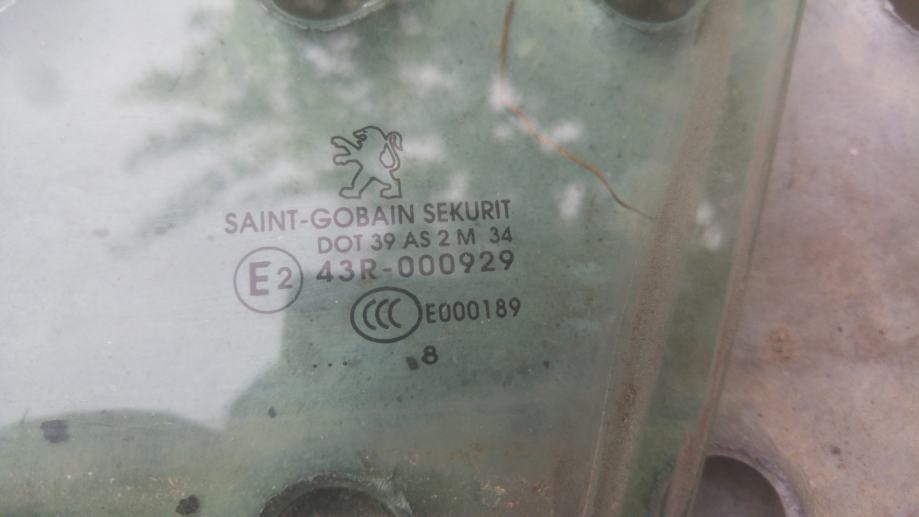 SAINT-GOBAIN SEKURIT
DOT 39 AS 2 M 34
E2 43R-000929
CCC E000189
.8